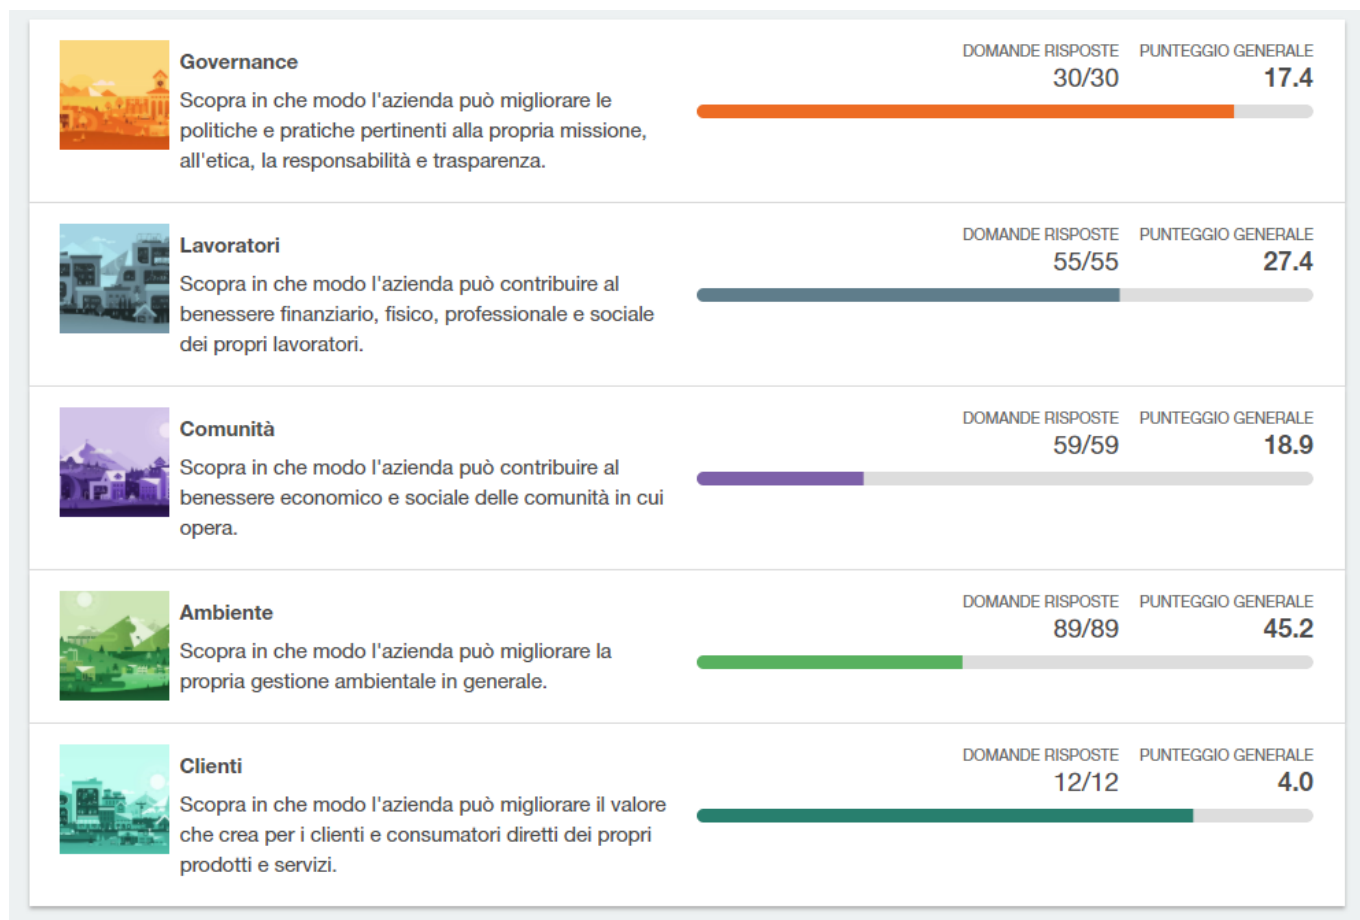 Governance
Scopra in che modo l'azienda può migliorare le
politiche e pratiche pertinenti alla propria missione,
all'etica, la responsabilità e trasparenza.
DOMANDE RISPOSTE PUNTEGGIO GENERALE
30/30 17.4
Lavoratori
Scopra in che modo l'azienda può contribuire al
benessere finanziario, fisico, professionale e sociale
dei propri lavoratori.
DOMANDE RISPOSTE PUNTEGGIO GENERALE
55/55 27.4
Comunità
Scopra in che modo l'azienda può contribuire al
benessere economico e sociale delle comunità in cui
opera.
DOMANDE RISPOSTE PUNTEGGIO GENERALE
59/59 18.9
Ambiente
Scopra in che modo l'azienda può migliorare la
propria gestione ambientale in generale.
DOMANDE RISPOSTE PUNTEGGIO GENERALE
89/89 45.2
Clienti
Scopra in che modo l'azienda può migliorare il valore
che crea per i clienti e consumatori diretti dei propri
prodotti e servizi.
DOMANDE RISPOSTE PUNTEGGIO GENERALE
12/12 4.0